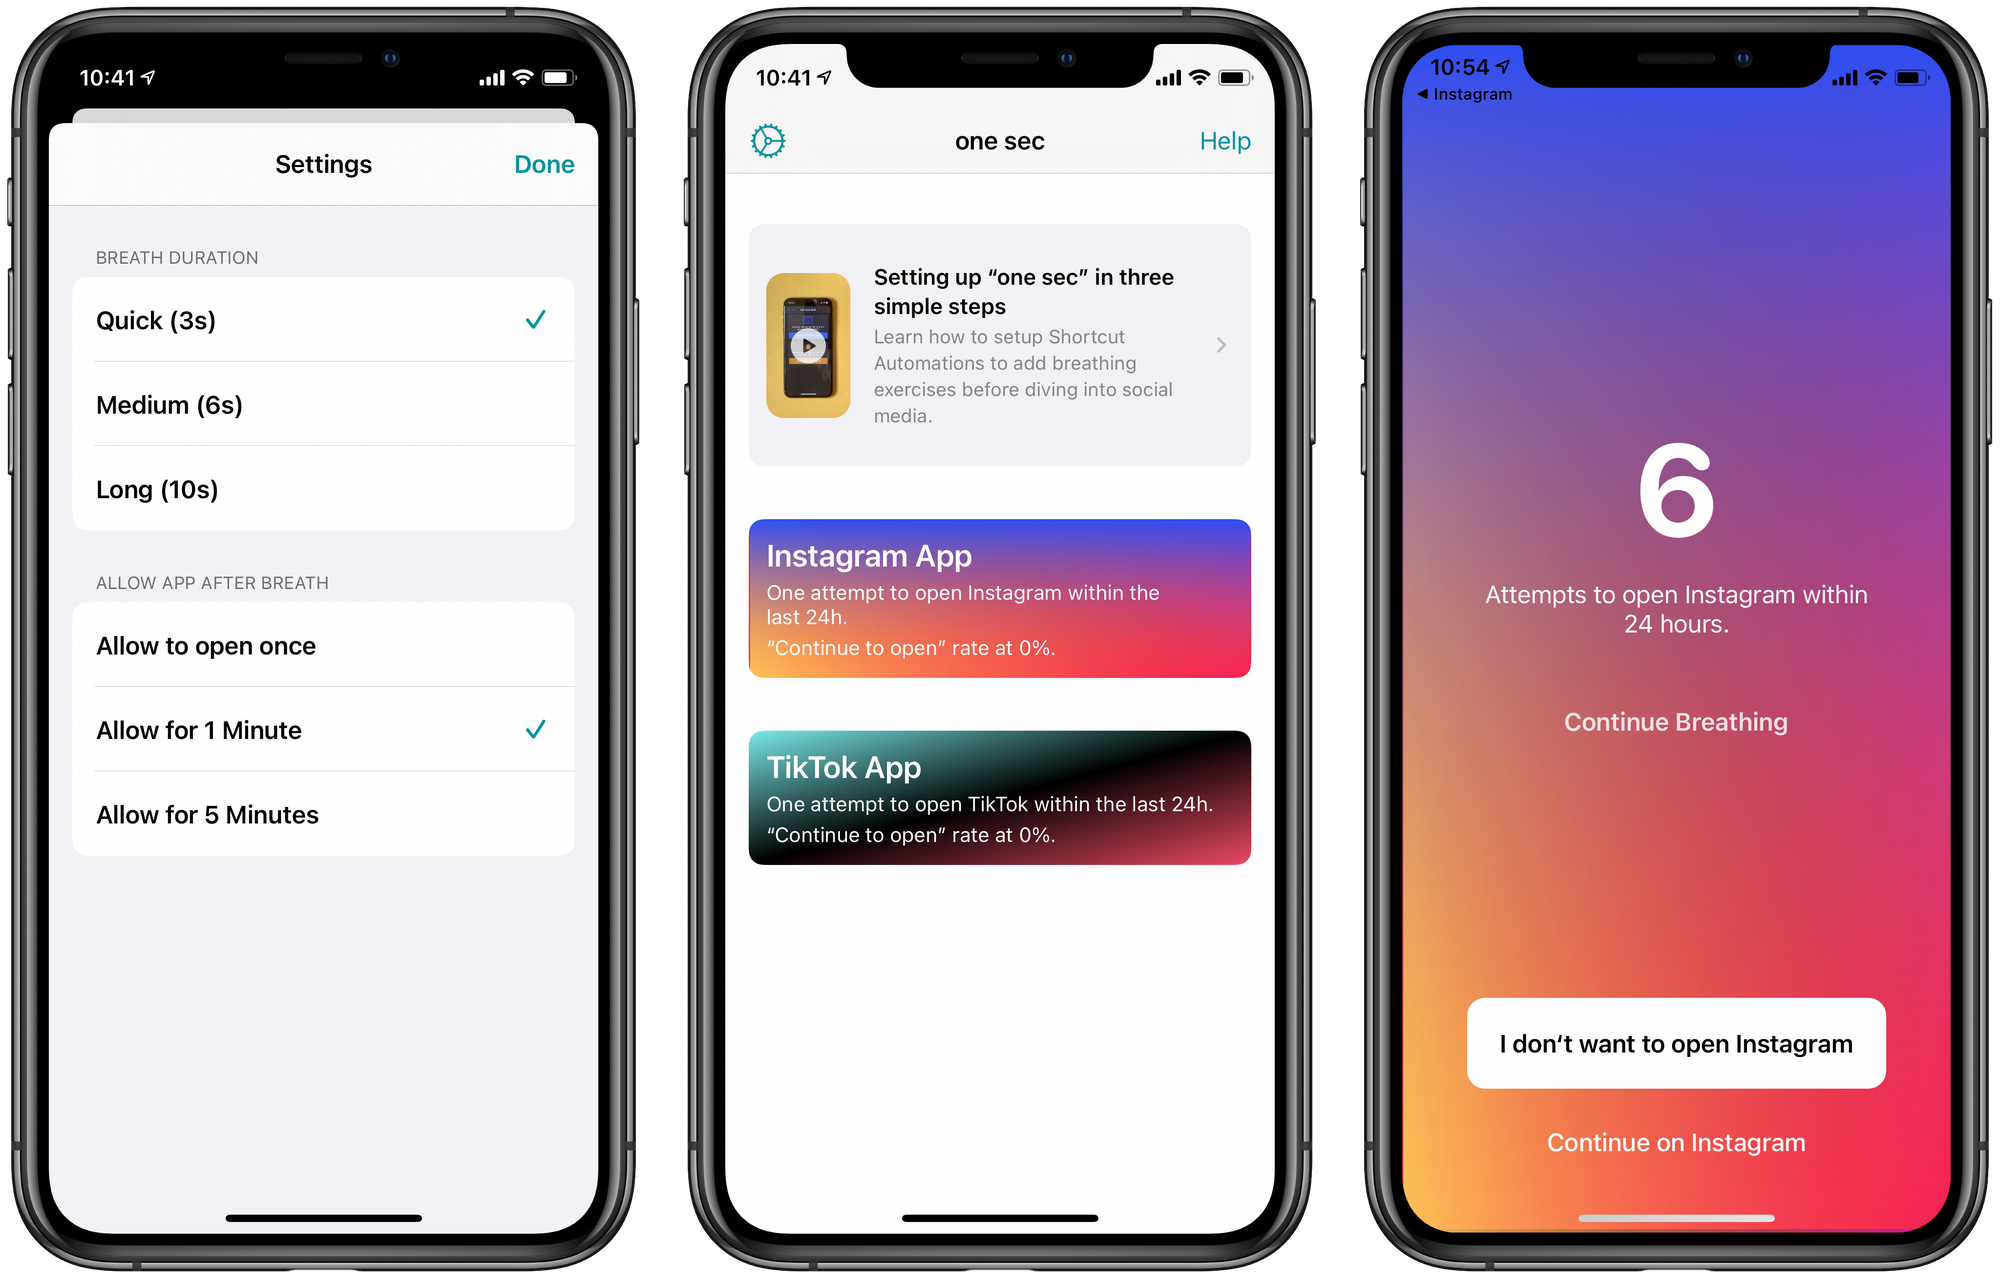 10:41
Settings
Done
BREATH DURATION
Quick (3s)
Medium (6s)
Long (10s)
ALLOW APP AFTER BREATH
Allow to open once
Allow for 1 Minute
Allow for 5 Minutes
10:41
one sec
Help
Setting up “one sec” in three
simple steps
Learn how to setup Shortcut
Automations to add breathing
exercises before diving into social
media.
Instagram App
One attempt to open Instagram within the
last 24h.
“Continue to open” rate at 0%.
TikTok App
One attempt to open TikTok within the last 24h.
“Continue to open” rate at 0%.
10:54
◀ Instagram
6
Attempts to open Instagram within
24 hours.
Continue Breathing
I don‘t want to open Instagram
Continue on Instagram